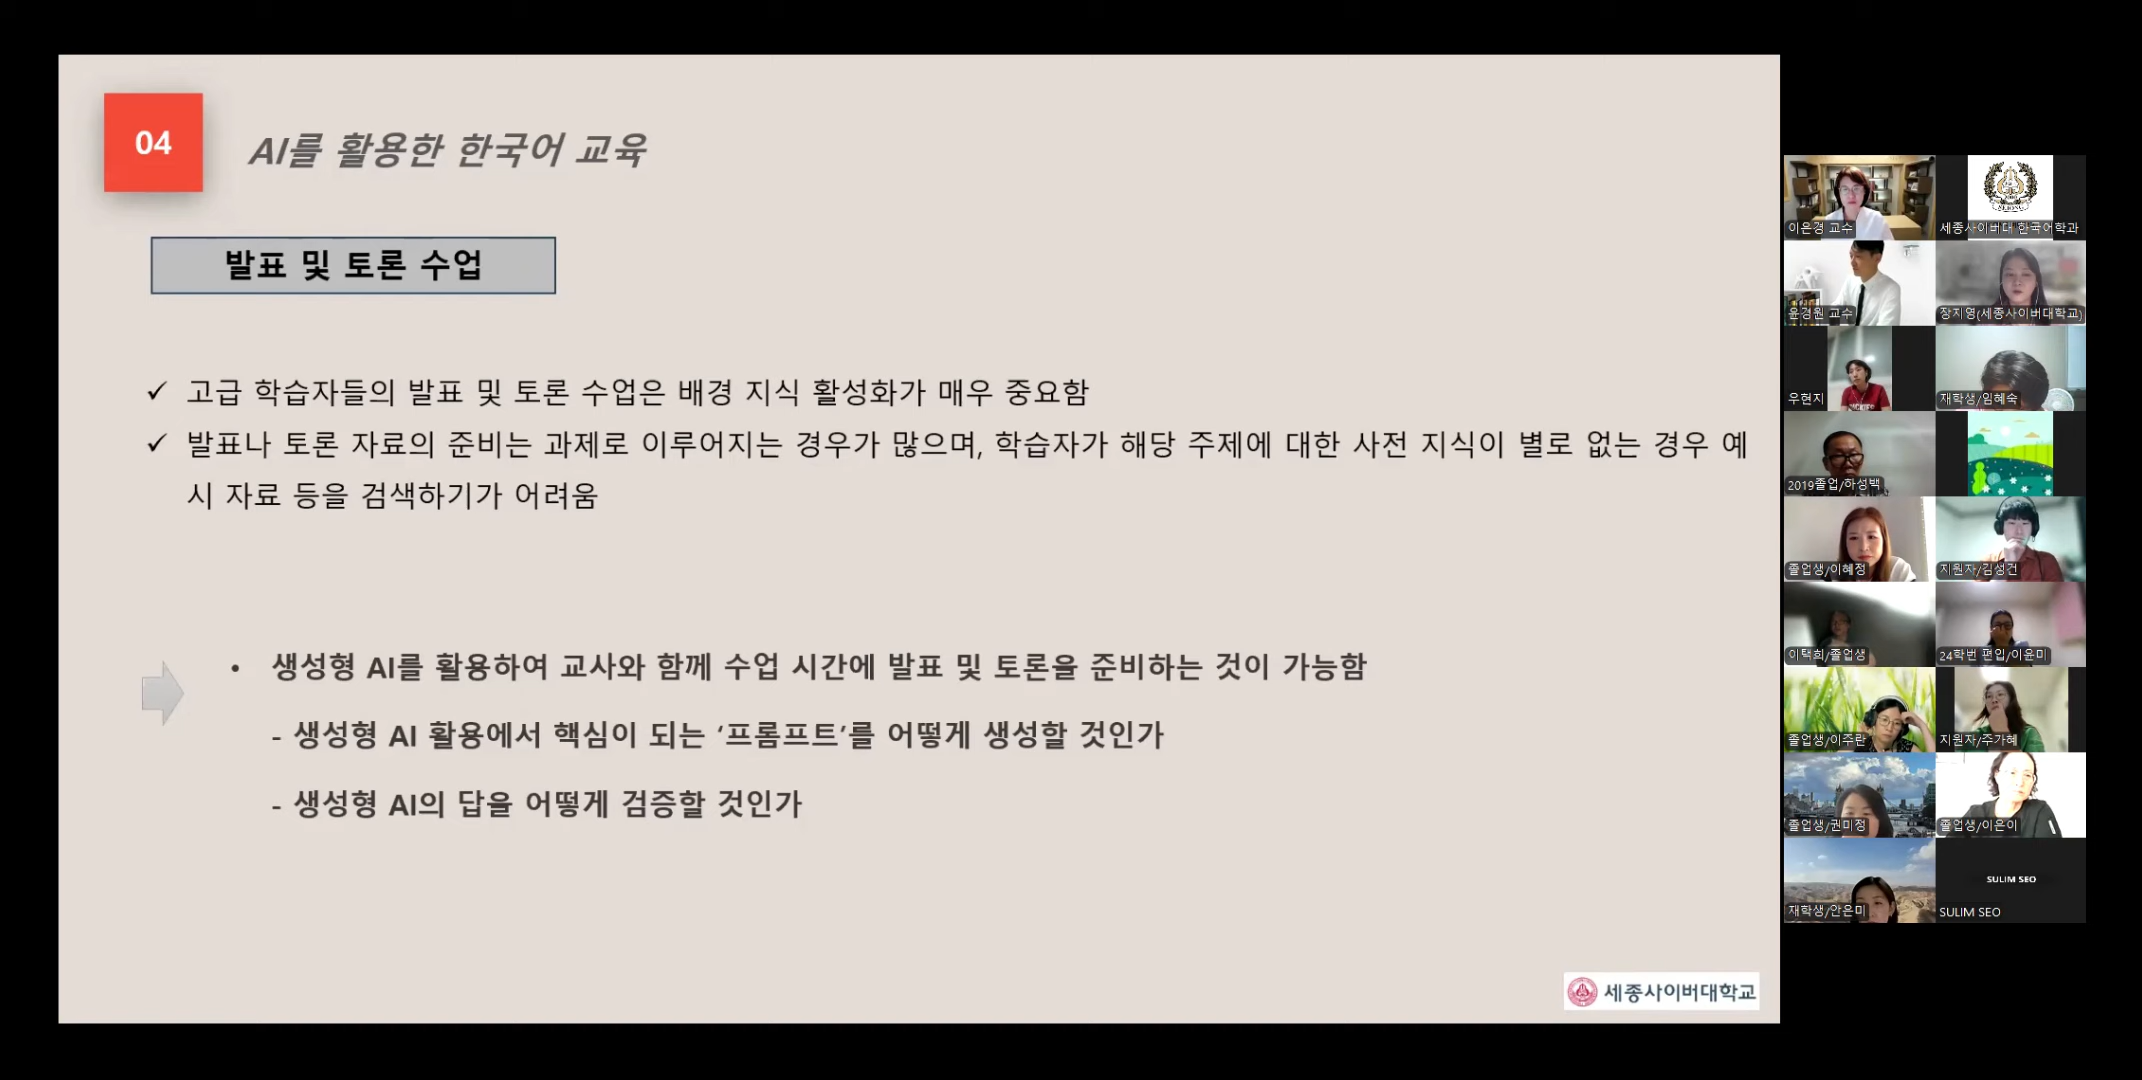 04
AI를 활용한 한국어 교육
발표 및 토론 수업
✓ 고급 학습자들의 발표 및 토론 수업은 배경 지식 활성화가 매우 중요함
✓ 발표나 토론 자료의 준비는 과제로 이루어지는 경우가 많으며, 학습자가 해당 주제에 대한 사전 지식이 별로 없는 경우 예
시 자료 등을 검색하기가 어려움
• 생성형 AI를 활용하여 교사와 함께 수업 시간에 발표 및 토론을 준비하는 것이 가능함
- 생성형 AI 활용에서 핵심이 되는 ‘프롬프트’를 어떻게 생성할 것인가
- 생성형 AI의 답을 어떻게 검증할 것인가
세종사이버대학교
이은경 교수
세종사이버대 한국어학과
윤경원 교수
장지영(세종사이버대학교)
우현지
재학생/임혜숙
2019졸업/하성백
졸업생/이혜정
지원자/김성건
이택희/졸업생
24학번 편입/이윤미
졸업생/이주란
지원자/주가혜
졸업생/권미정
졸업생/이은이
재학생/안은미
SULIM SEO
SULIM SEO